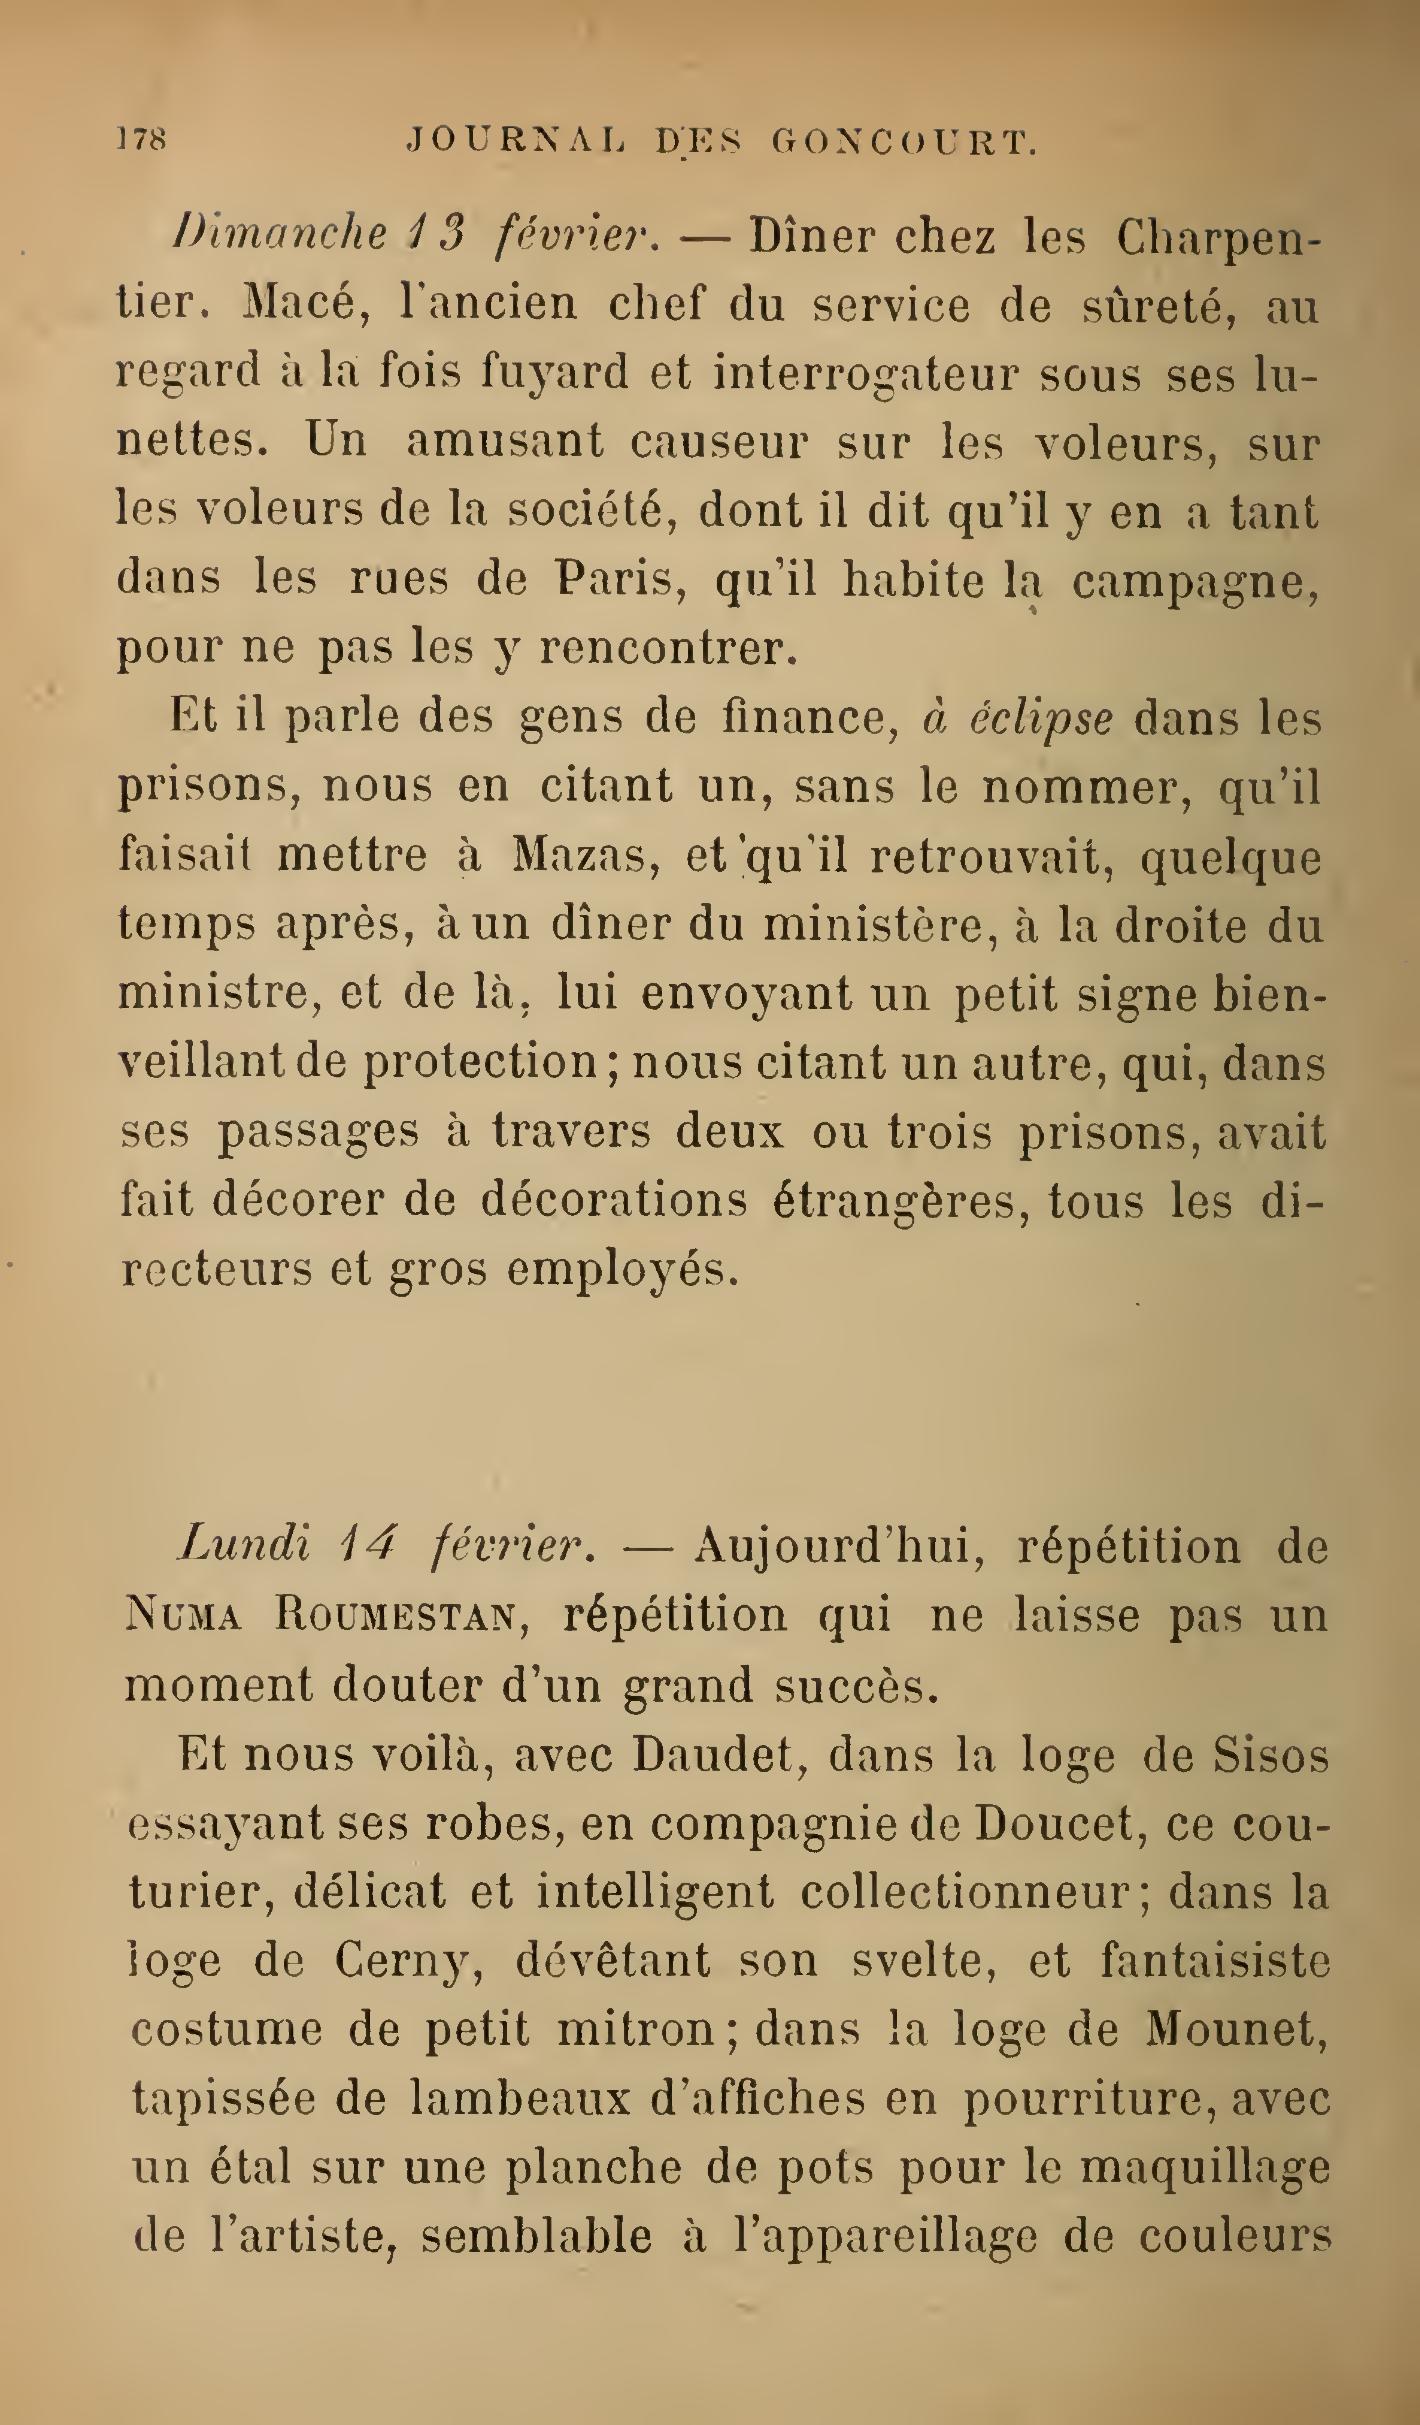 178 JOURNAL DES GONCOURT.
Dimanche 13 février. — Dîner chez les Charpen-
tier. Macé, l'ancien chef du service de sûreté, au
regard à la fois fuyard et interrogateur sous ses lu-
nettes. Un amusant causeur sur les voleurs, sur
les voleurs de la société, dont il dit qu'il y en a tant
dans les rues de Paris, qu'il habite la campagne,
pour ne pas les y rencontrer.
Et il parle des gens de finance, à éclipse dans les
prisons, nous en citant un, sans le nommer, qu'il
faisait mettre à Mazas, et qu'il retrouvait, quelque
temps après, à un dîner du ministère, à la droite du
ministre, et de là, lui envoyant un petit signe bien-
veillant de protection ; nous citant un autre, qui, dans
ses passages à travers deux ou trois prisons, avait
fait décorer de décorations étrangères, tous les di-
recteurs et gros employés.
Lundi 14 février. — Aujourd'hui, répétition de
NUMA ROUMESTAN, répétition qui ne laisse pas un
moment douter d'un grand succès.
Et nous voilà, avec Daudet, dans la loge de Sisos
essayant ses robes, en compagnie de Doucet, ce cou-
turier, délicat et intelligent collectionneur ; dans la
loge de Cerny, dévêtant son svelte, et fantaisiste
costume de petit mitron ; dans la loge de Mounet,
tapissée de lambeaux d'affiches en pourriture, avec
un étal sur une planche de pots pour le maquillage
de l'artiste, semblable à l'appareillage de couleurs